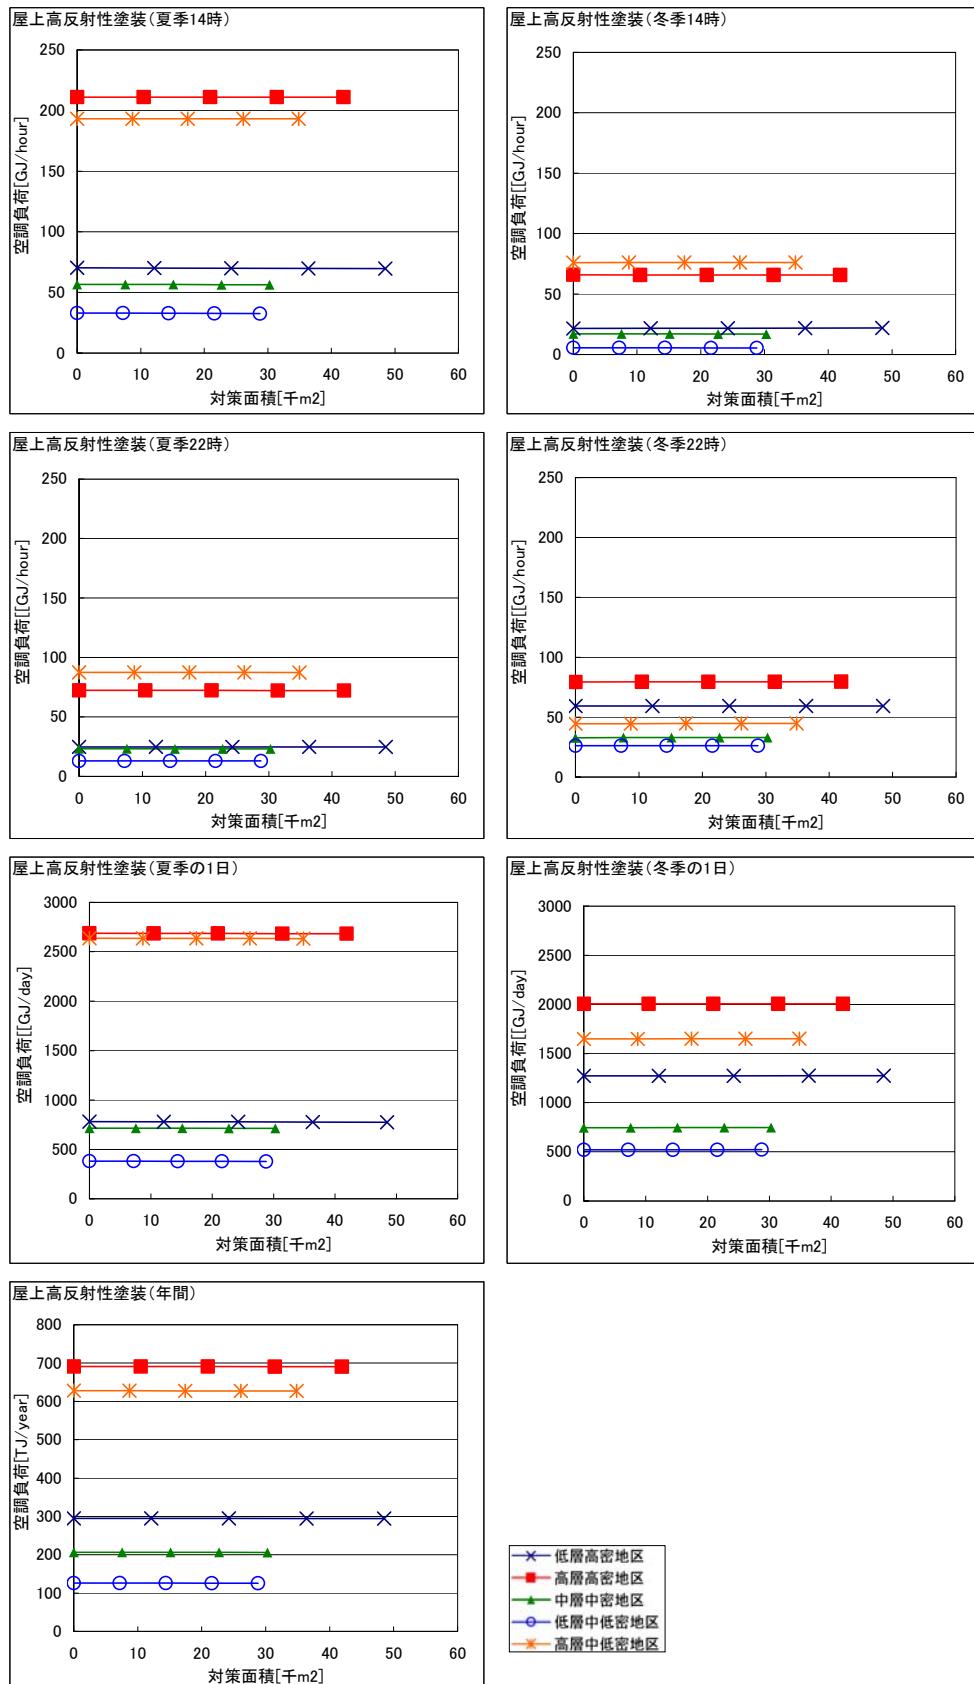 屋上高反射性塗装(夏季14時)
空調負荷[GJ/hour]
250
200
150
100
50
0
0 10 20 30 40 50 60
対策面積[千m2]
屋上高反射性塗装(冬季14時)
空調負荷[[GJ/hour]
250
200
150
100
50
0
0 10 20 30 40 50 60
対策面積[千m2]
屋上高反射性塗装(夏季22時)
空調負荷[[GJ/hour]
250
200
150
100
50
0
0 10 20 30 40 50 60
対策面積[千m2]
屋上高反射性塗装(冬季22時)
空調負荷[[GJ/hour]
250
200
150
100
50
0
0 10 20 30 40 50 60
対策面積[千m2]
屋上高反射性塗装(夏季の1日)
空調負荷[[GJ/day]
3000
2500
2000
1500
1000
500
0
0 10 20 30 40 50 60
対策面積[千m2]
屋上高反射性塗装(冬季の1日)
空調負荷[[GJ/day]
3000
2500
2000
1500
1000
500
0
0 10 20 30 40 50 60
対策面積[千m2]
屋上高反射性塗装(年間)
空調負荷[TJ/year]
800
700
600
500
400
300
200
100
0
0 10 20 30 40 50 60
対策面積[千m2]
低層高密地区
高層高密地区
中層中密地区
低層中低密地区
高層中低密地区